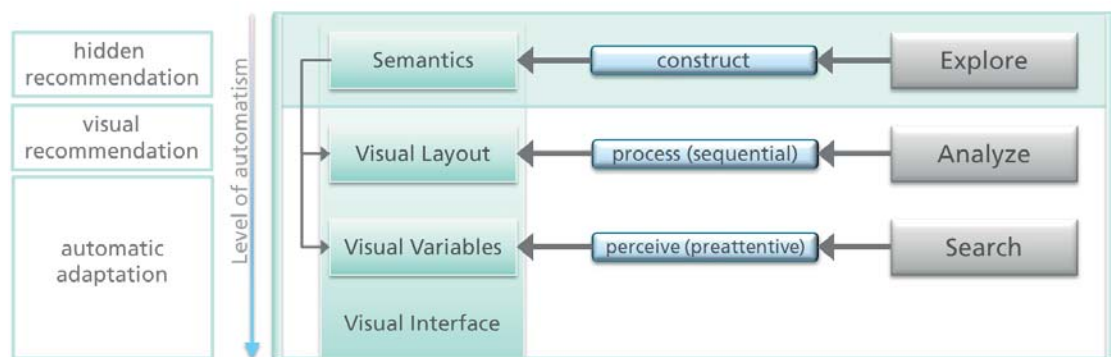 hidden
recommendation
visual
recommendation
automatic
adaptation
Level of automatism
Semantics
construct
Explore
Visual Layout
process (sequential)
Analyze
Visual Variables
perceive (preattentive)
Search
Visual Interface